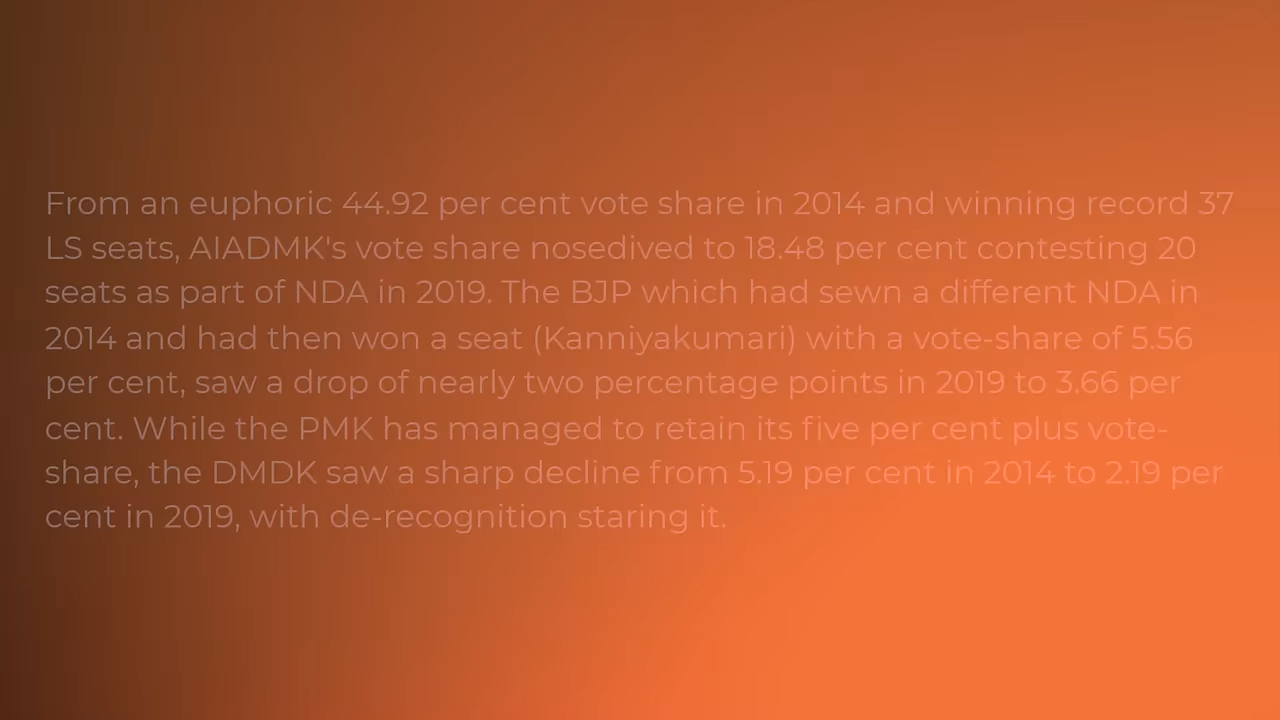 From an euphoric 44.92 per cent vote share in 2014 and winning record 37
LS seats, AIADMK's vote share nosedived to 18.48 per cent contesting 20
seats as part of NDA in 2019. The BJP which had sewn a different NDA in
2014 and had then won a seat (Kanniyakumari) with a vote-share of 5.56
per cent, saw a drop of nearly two percentage points in 2019 to 3.66 per
cent. While the PMK has managed to retain its five per cent plus vote-
share, the DMDK saw a sharp decline from 5.19 per cent in 2014 to 2.19 per
cent in 2019, with de-recognition staring it.